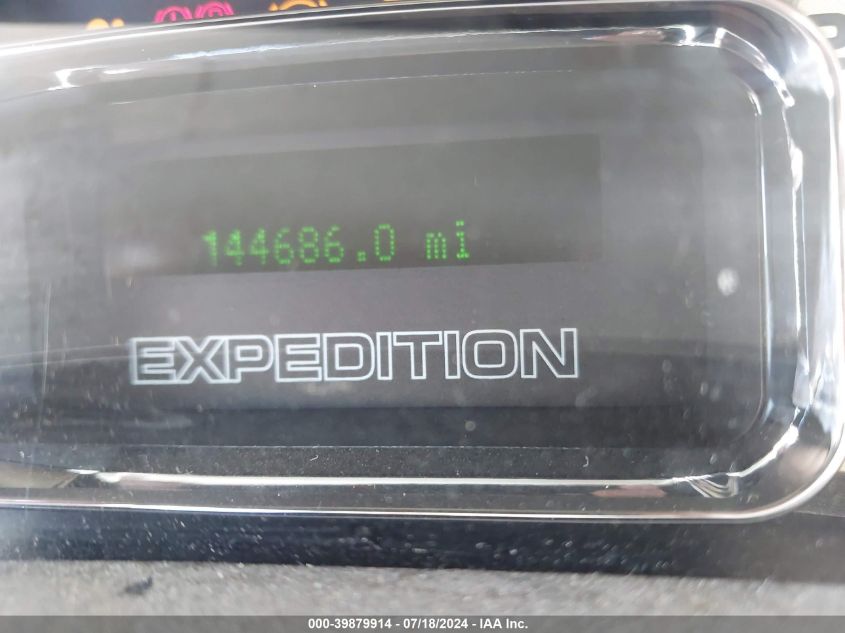 144686.0 mi
EXPEDITION
000-39879914 / 07/18/2024 - IAA Inc.